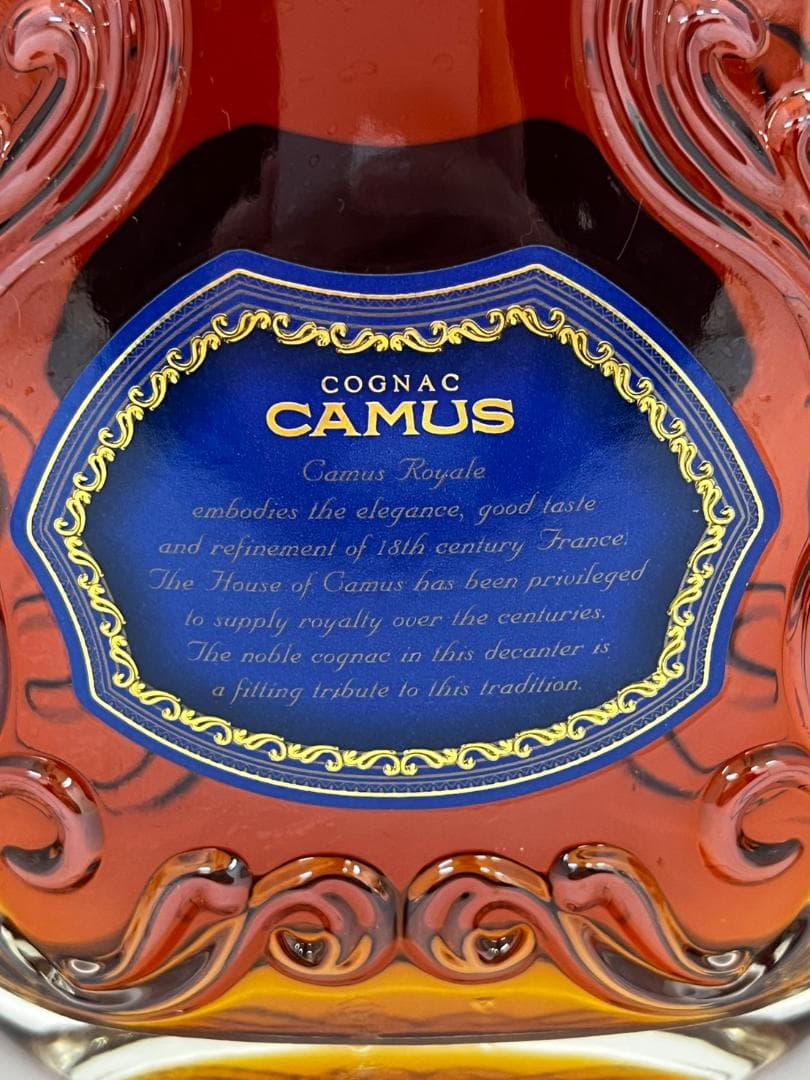 COGNAC
CAMUS
Camus Royale
embodies the elegance, good taste
and refinement of 18th century France.
The House of Camus has been privileged
to supply royalty over the centuries.
The noble cognac in this decanter is
a fitting tribute to this tradition.